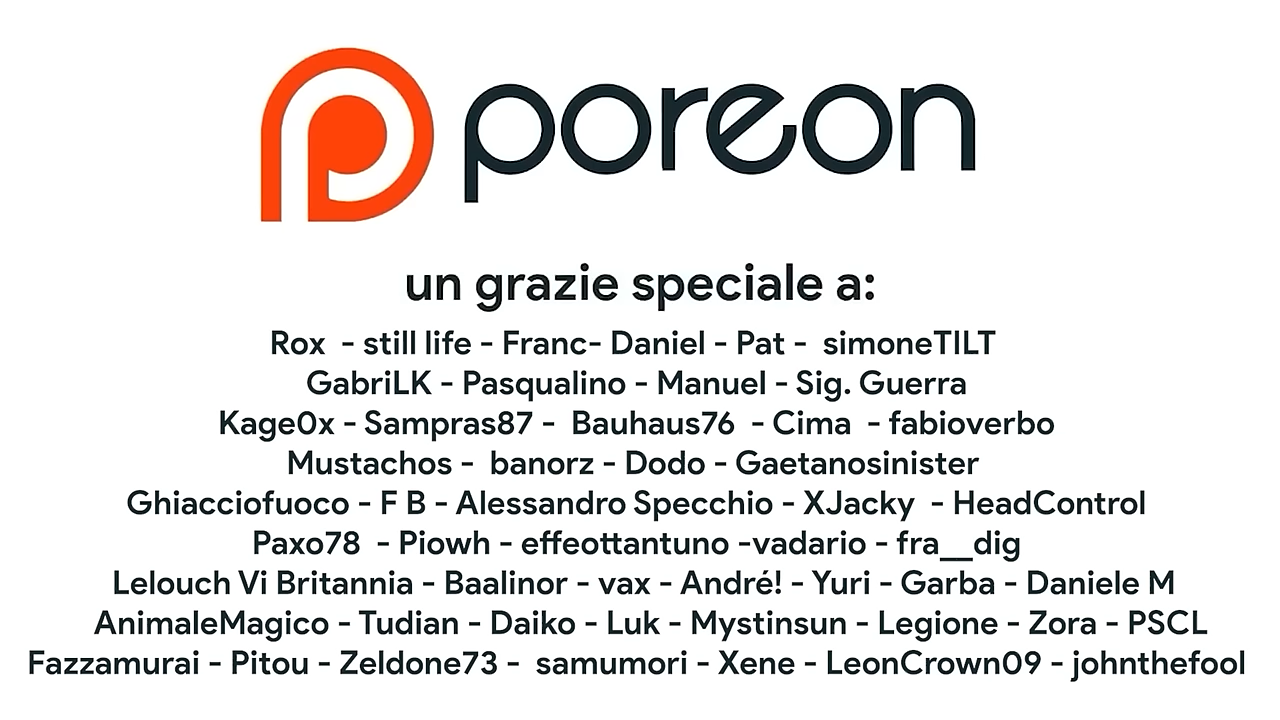 poreon
un grazie speciale a:
Rox - still life - Franc- Daniel - Pat - simoneTILT
GabriLK - Pasqualino - Manuel - Sig. Guerra
Kage0x - Sampras87 - Bauhaus76 - Cima - fabioverbo
Mustachos - banorz - Dodo - Gaetanosinister
Ghiacciofuoco - F B - Alessandro Specchio - XJacky - HeadControl
Paxo78 - Piowh - effeottantuno -vadario - fra__dig
Lelouch Vi Britannia - Baalinor - vax - André! - Yuri - Garba - Daniele M
AnimaleMagico - Tudian - Daiko - Luk - Mystinsun - Legione - Zora - PSCL
Fazzamurai - Pitou - Zeldone73 - samumori - Xene - LeonCrown09 - johnthefool